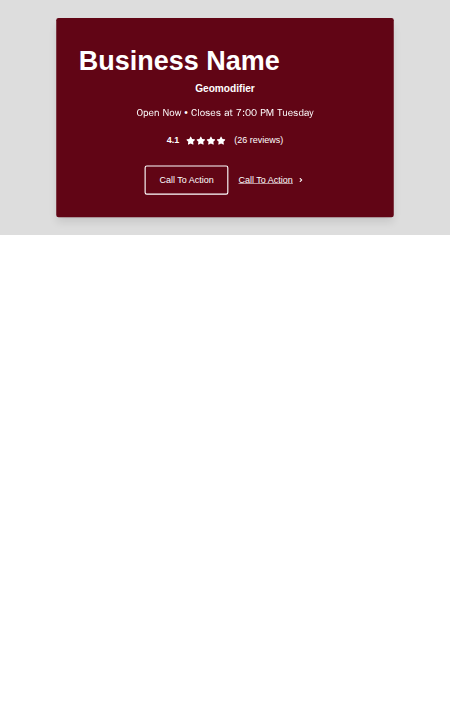 Business Name
Geomodifier
Open Now • Closes at 7:00 PM Tuesday
4.1 ★★★★ (26 reviews)
Call To Action Call To Action ›